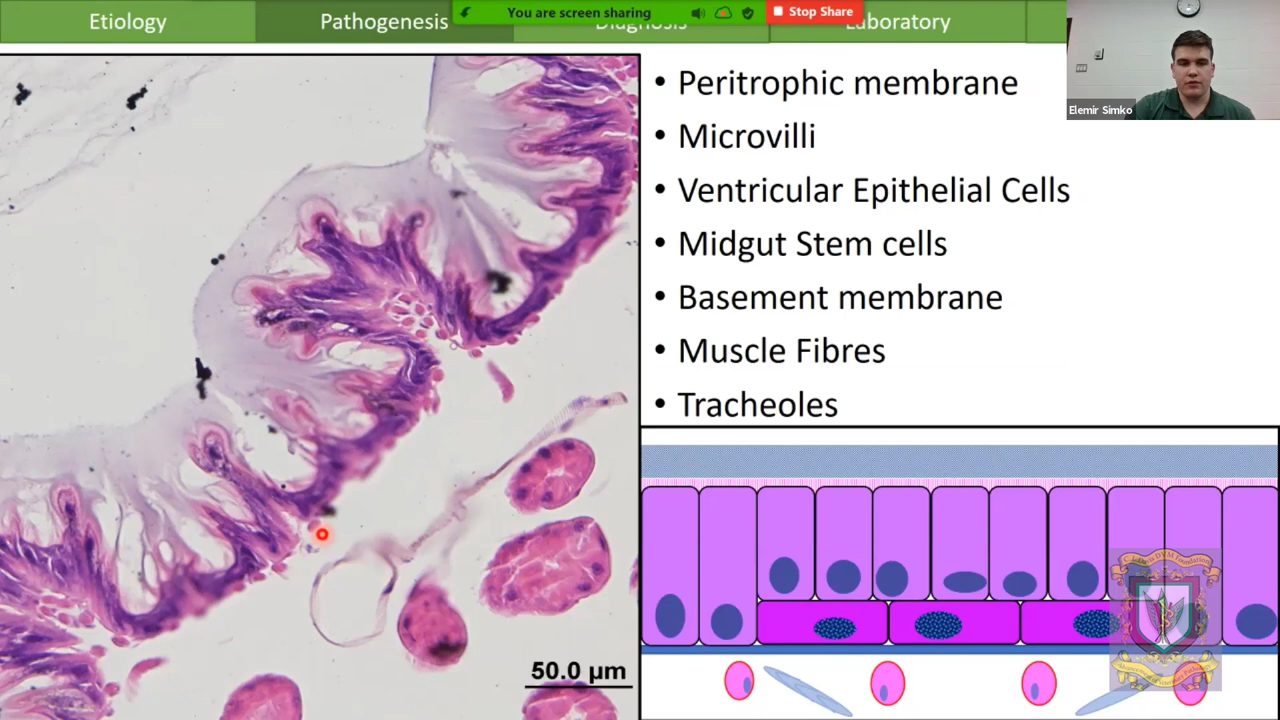 Etiology
Pathogenesis
You are screen sharing
Stop Share
Diagnosis
Laboratory
Elemir Simko
• Peritrophic membrane
• Microvilli
• Ventricular Epithelial Cells
• Midgut Stem cells
• Basement membrane
• Muscle Fibres
• Tracheoles
50.0 µm